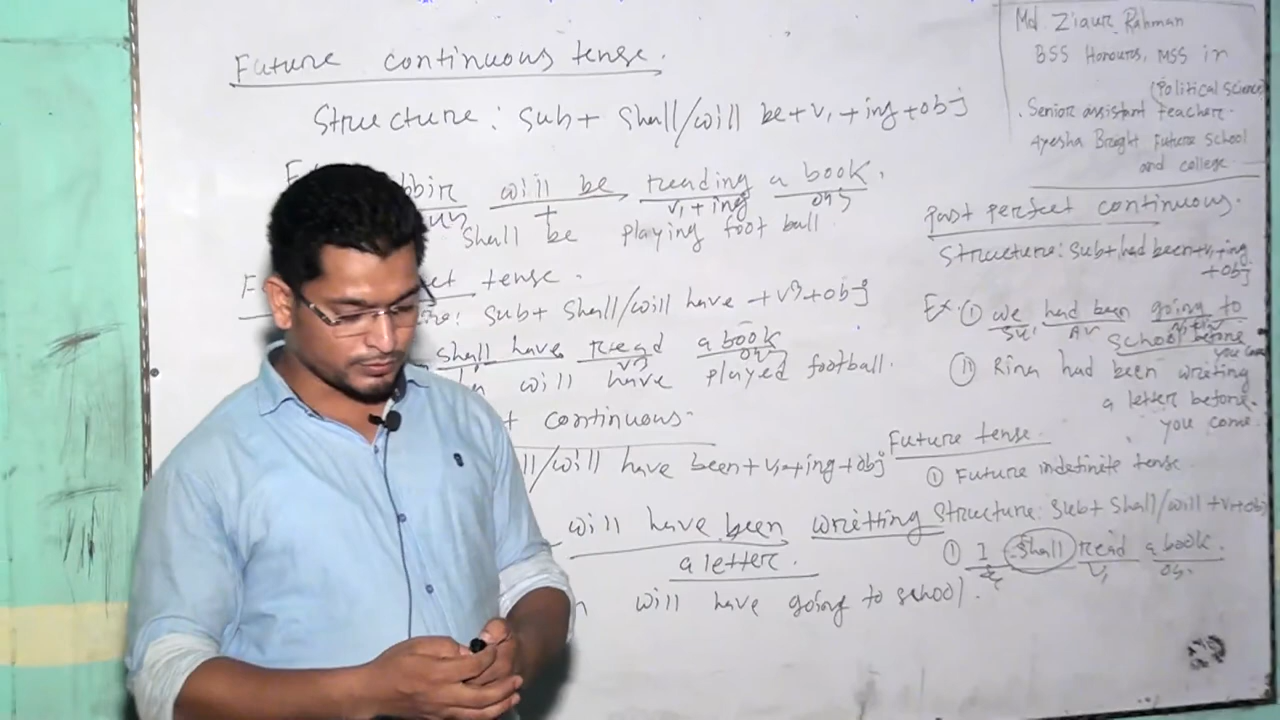 Future continuous tense.
Structure: Sub + Shall/will be + v1 + ing + obj
will be reading a book.
v1 + ing obj
shall be playing foot ball.
tense.
Sub + Shall/will have + v3 + obj
shall have read a book
v3 obj
will have played football.
continuous
/will have been + v1 + ing + obj
will have been writting
a letter.
will have going to school.
Md. Ziaur Rahman
BSS Honours, MSS in
(Political Science)
Senior assistant teacher
Ayesha Bright Future School
and college
Past perfect continuous.
Structure: Sub + had been + v1 + ing
+ obj
Ex: (i) we had been going to
school before
you come
(ii) Rina had been writing
a letter before
you come
Future tense
(i) Future indefinite tense
Structure: Sub + Shall/will + v1 + obj
(i) I shall read a book.
v1 obj